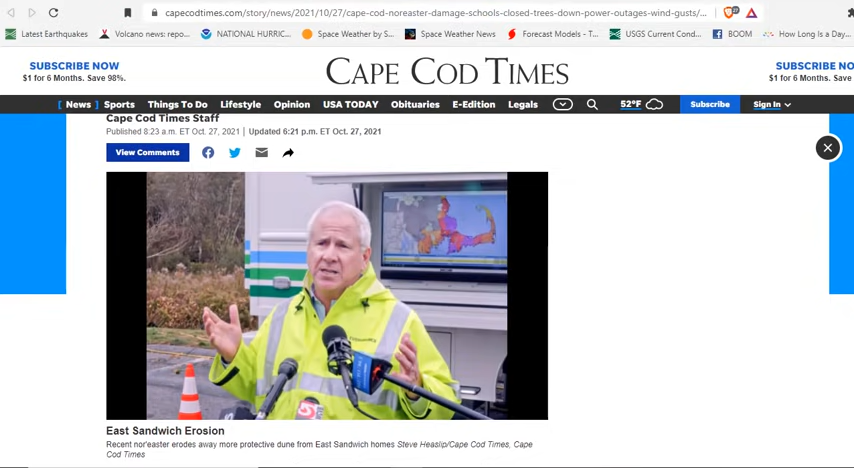 capecodtimes.com/story/news/2021/10/27/cape-cod-noreaster-damage-schools-closed-trees-down-power-outages-wind-gusts/...
Latest Earthquakes Volcano news: repo... NATIONAL HURRIC... Space Weather by S... Space Weather News Forecast Models - T... USGS Current Cond... BOOM How Long Is a Day...
SUBSCRIBE NOW
$1 for 6 Months. Save 98%.
CAPE COD TIMES
SUBSCRIBE NO
$1 for 6 Months. Save
[ News ] Sports Things To Do Lifestyle Opinion USA TODAY Obituaries E-Edition Legals 52°F Subscribe Sign In
Cape Cod Times Staff
Published 8:23 a.m. ET Oct. 27, 2021 | Updated 6:21 p.m. ET Oct. 27, 2021
View Comments
East Sandwich Erosion
Recent nor'easter erodes away more protective dune from East Sandwich homes Steve Heaslip/Cape Cod Times, Cape
Cod Times